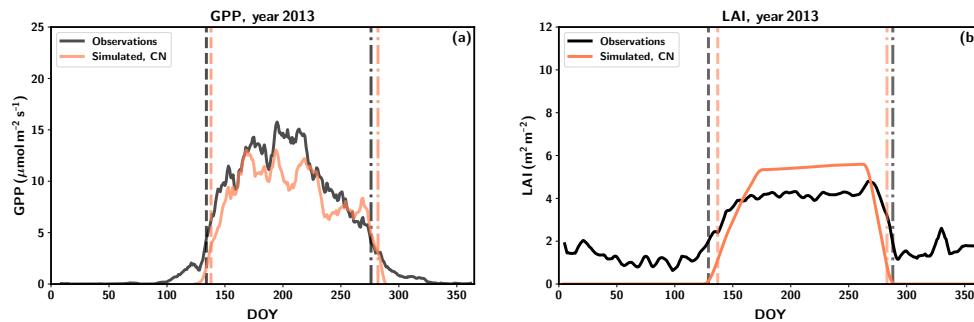 GPP, year 2013
(a)
Observations
Simulated, CN
GPP (μmol m⁻² s⁻¹)
25
20
15
10
5
0
0 50 100 150 200 250 300 350
DOY
LAI, year 2013
(b
Observations
Simulated, CN
LAI (m² m⁻²)
12
10
8
6
4
2
0
0 50 100 150 200 250 300 350
DOY